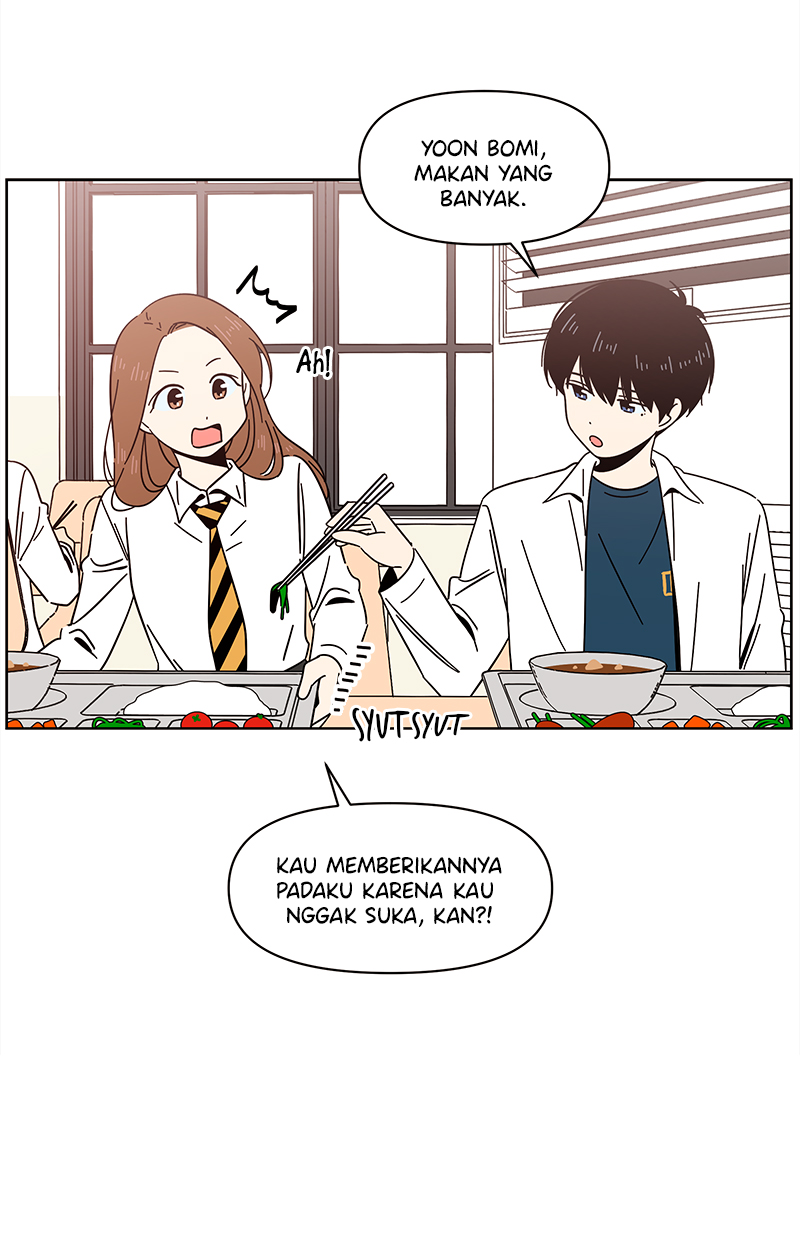 YOON BOMI,
MAKAN YANG
BANYAK.
Ah!
SYUT SYUT
KAU MEMBERIKANNYA
PADAKU KARENA KAU
NGGAK SUKA, KAN?!